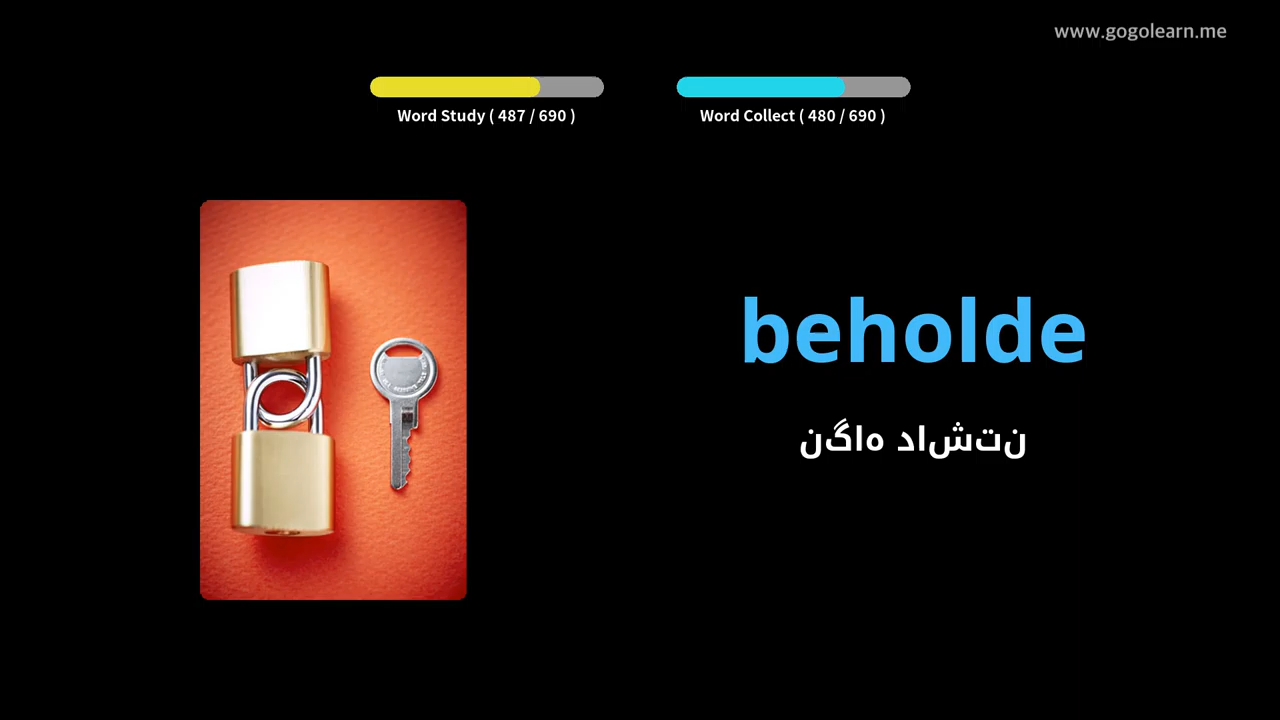 www.gogolearn.me
Word Study ( 487 / 690 )
Word Collect ( 480 / 690 )
beholde
نتشاد هاگن